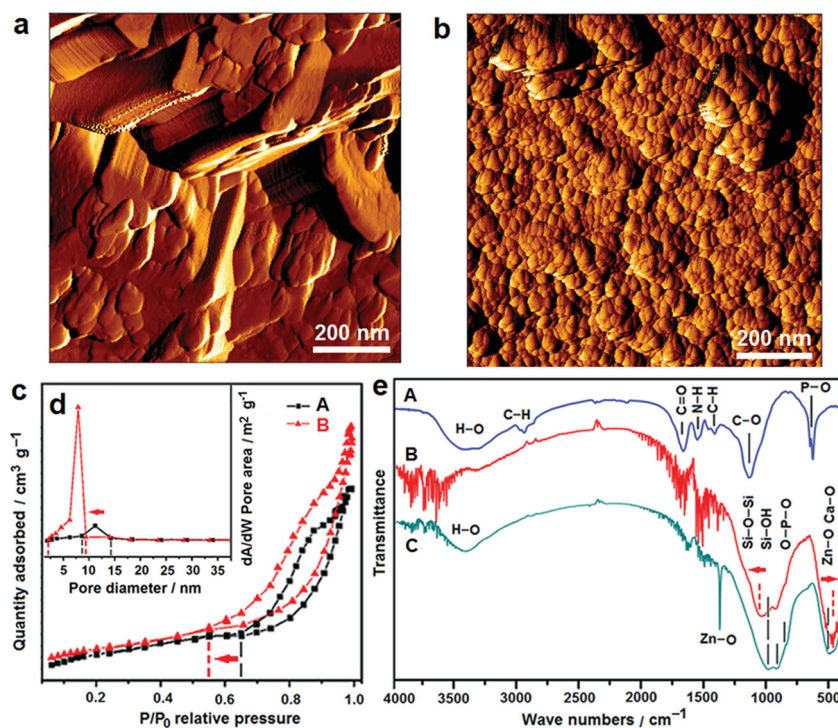 a
200 nm
b
200 nm
c
d
A
B
Quantity adsorbed / cm³ g⁻¹
dA/dW Pore area / m² g⁻¹
5 10 15 20 25 30 35
Pore diameter / nm
0.2 0.4 0.6 0.8 1.0
P/P₀ relative pressure
e
A
B
C
H–O
C–H
C=O
N–H
C–H
C–O
P–O
H–O
Zn–O
Si–O–Si
Si–OH
O–P–O
Zn–O Ca–O
Transmittance
4000 3500 3000 2500 2000 1500 1000 500
Wave numbers / cm⁻¹